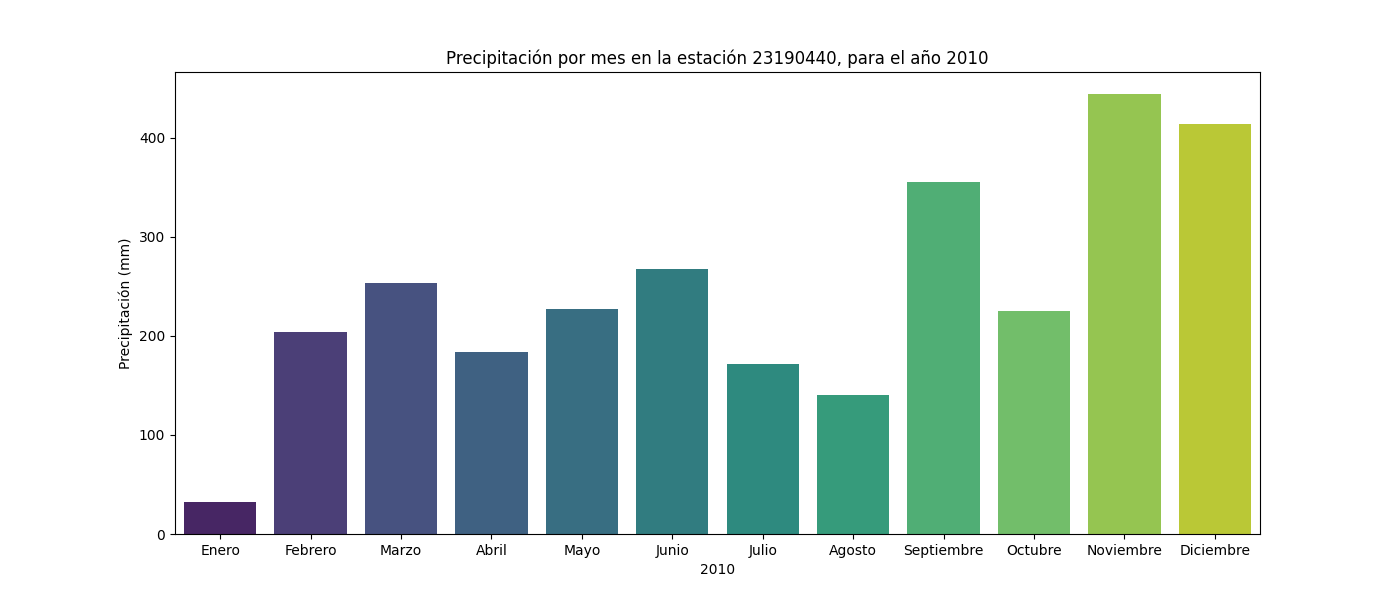 Precipitación por mes en la estación 23190440, para el año 2010
Precipitación (mm)
400
300
200
100
0
Enero Febrero Marzo Abril Mayo Junio Julio Agosto Septiembre Octubre Noviembre Diciembre
2010